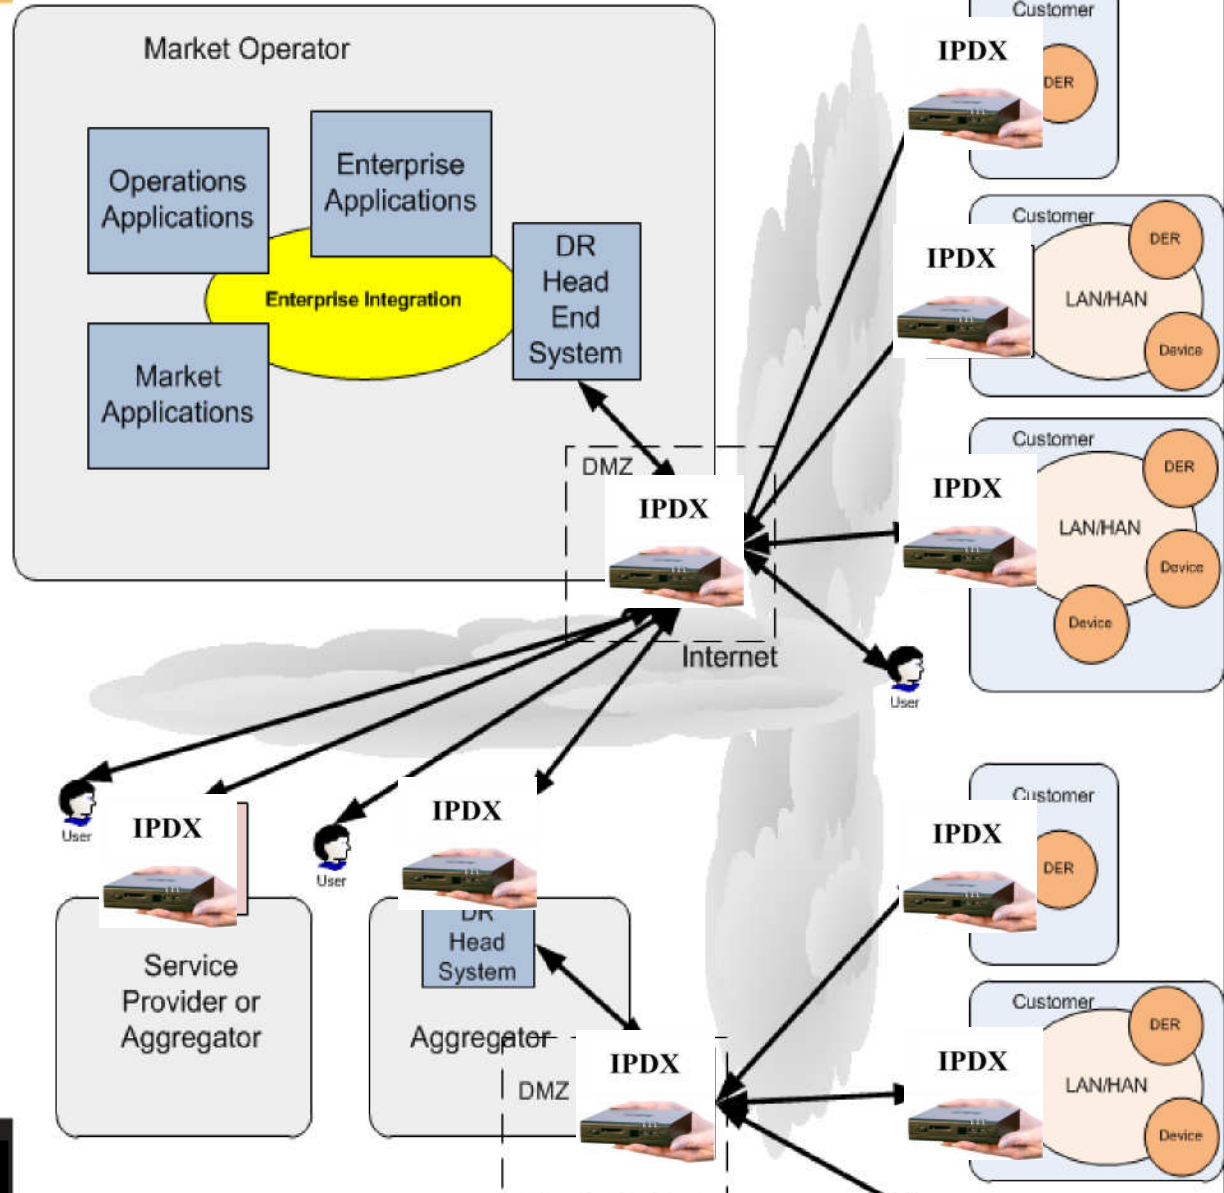 Market Operator
Operations
Applications
Enterprise
Applications
Enterprise Integration
DR
Head
End
System
Market
Applications
DMZ
IPDX
Internet
Customer
IPDX
DER
Customer
IPDX
DER
LAN/HAN
Device
Customer
IPDX
DER
LAN/HAN
Device
Device
User
User
IPDX
Service
Provider or
Aggregator
User
IPDX
DR
Head
System
Aggregator
DMZ
IPDX
Customer
IPDX
DER
Customer
IPDX
DER
LAN/HAN
Device